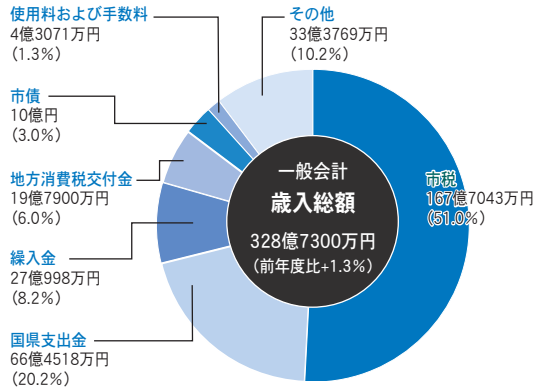 使用料および手数料
4億3071万円
（1.3%）
その他
33億3769万円
（10.2%）
市債
10億円
（3.0%）
地方消費税交付金
19億7900万円
（6.0%）
繰入金
27億998万円
（8.2%）
国県支出金
66億4518万円
（20.2%）
市税
167億7043万円
（51.0%）
一般会計
歳入総額
328億7300万円
（前年度比+1.3%）